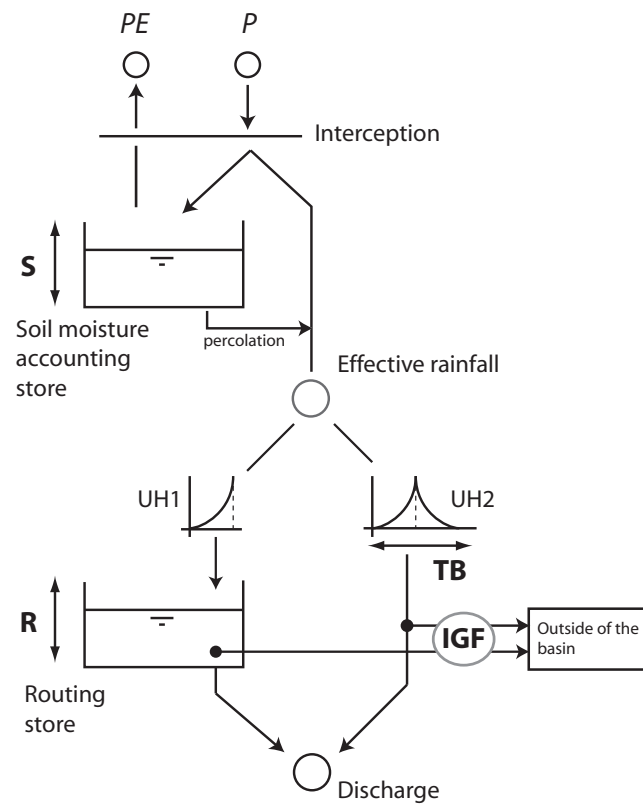 PE
P
Interception
S
Soil moisture
accounting
store
percolation
Effective rainfall
UH1
UH2
TB
R
IGF
Outside of the
basin
Routing
store
Discharge